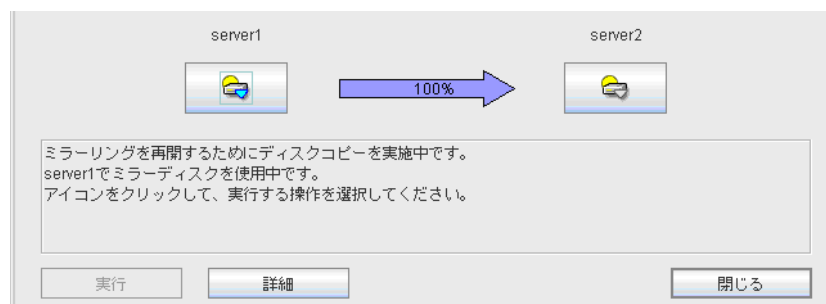 server1
server2
100%
ミラーリングを再開するためにディスクコピーを実施中です。
server1でミラーディスクを使用中です。
アイコンをクリックして、実行する操作を選択してください。
実行
詳細
閉じる